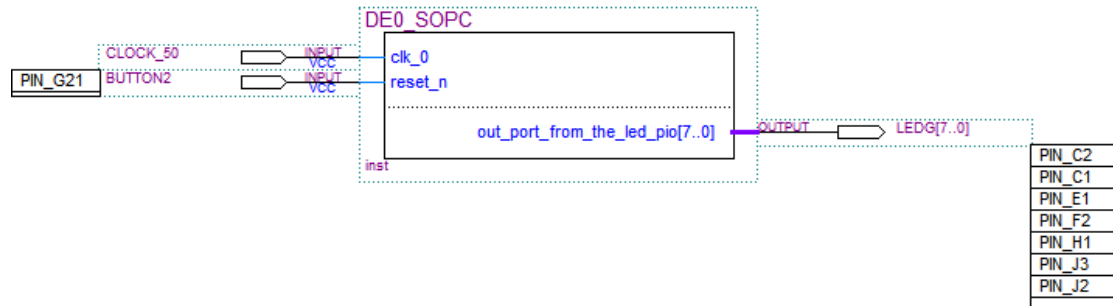 DE0_SOPC
CLOCK_50 INPUT VCC clk_0
PIN_G21 BUTTON2 INPUT VCC reset_n
out_port_from_the_led_pio[7..0] OUTPUT LEDG[7..0]
inst
PIN_C2
PIN_C1
PIN_E1
PIN_F2
PIN_H1
PIN_J3
PIN_J2